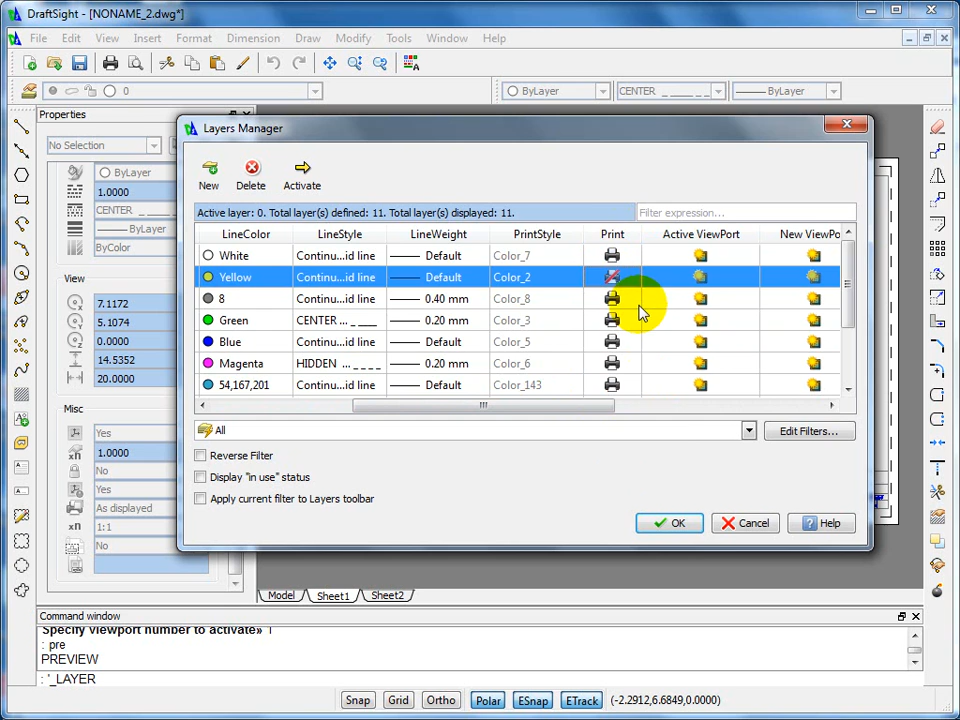 DraftSight - [NONAME_2.dwg*]
File Edit View Insert Format Dimension Draw Modify Tools Window Help
0 ByLayer CENTER ByLayer
Properties
No Selection
ByLayer
1.0000
CENTER
ByLayer
ByColor
View
7.1172
5.1074
0.0000
14.5352
20.0000
Misc
Yes
1.0000
No
Yes
As displayed
1:1
No
Layers Manager
New Delete Activate
Active layer: 0. Total layer(s) defined: 11. Total layer(s) displayed: 11. Filter expression...
LineColor LineStyle LineWeight PrintStyle Print Active ViewPort New ViewPo
White Continu...id line Default Color_7
Yellow Continu...id line Default Color_2
8 Continu...id line 0.40 mm Color_8
Green CENTER ... 0.20 mm Color_3
Blue Continu...id line Default Color_5
Magenta HIDDEN ... 0.20 mm Color_6
54,167,201 Continu...id line Default Color_143
All Edit Filters...
Reverse Filter
Display "in use" status
Apply current filter to Layers toolbar
OK Cancel Help
Model Sheet1 Sheet2
Command window
Specify viewport number to activate»
: pre
PREVIEW
: '_LAYER
Snap Grid Ortho Polar ESnap ETrack (-2.2912,6.6849,0.0000)